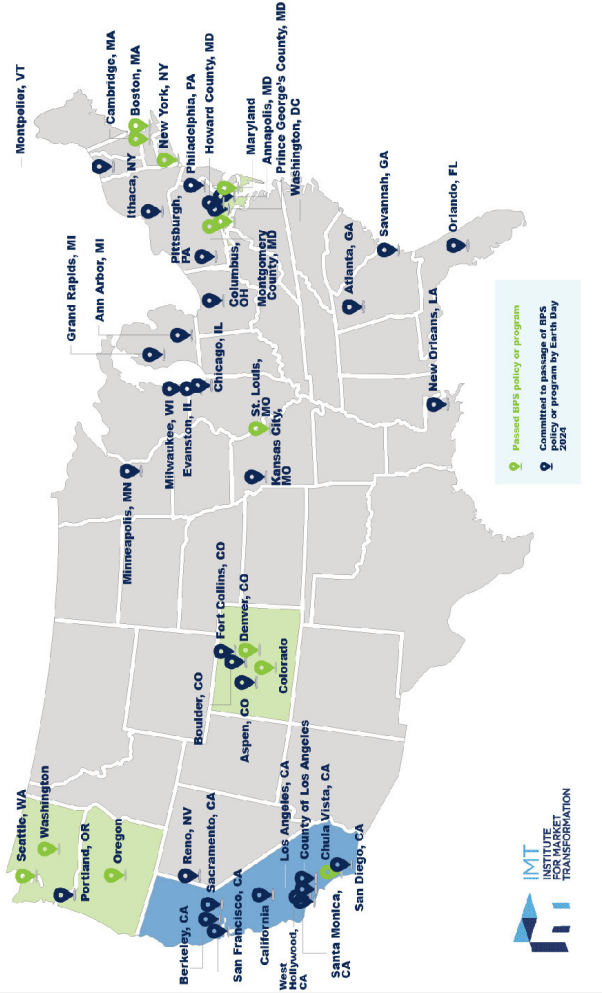 Seattle, WA
Washington
Portland, OR
Oregon
Reno, NV
Sacramento, CA
Berkeley, CA
San Francisco, CA
California
West
Hollywood,
CA
Los Angeles, CA
County of Los Angeles
Chula Vista, CA
Santa Monica,
CA
San Diego, CA
Boulder, CO
Fort Collins, CO
Denver, CO
Aspen, CO
Colorado
Minneapolis, MN
Milwaukee, WI
Evanston, IL
Chicago, IL
St. Louis,
MO
Kansas City,
MO
Grand Rapids, MI
Ann Arbor, MI
Columbus,
OH
Montgomery
County, MD
Pittsburgh,
PA
Ithaca, NY
Montpelier, VT
Cambridge, MA
Boston, MA
New York, NY
Philadelphia, PA
Howard County, MD
Maryland
Annapolis, MD
Prince George's County, MD
Washington, DC
Atlanta, GA
Savannah, GA
Orlando, FL
New Orleans, LA
Passed BPS policy or program
Committed to passage of BPS
policy or program by Earth Day
2024
IMT
INSTITUTE
FOR MARKET
TRANSFORMATION